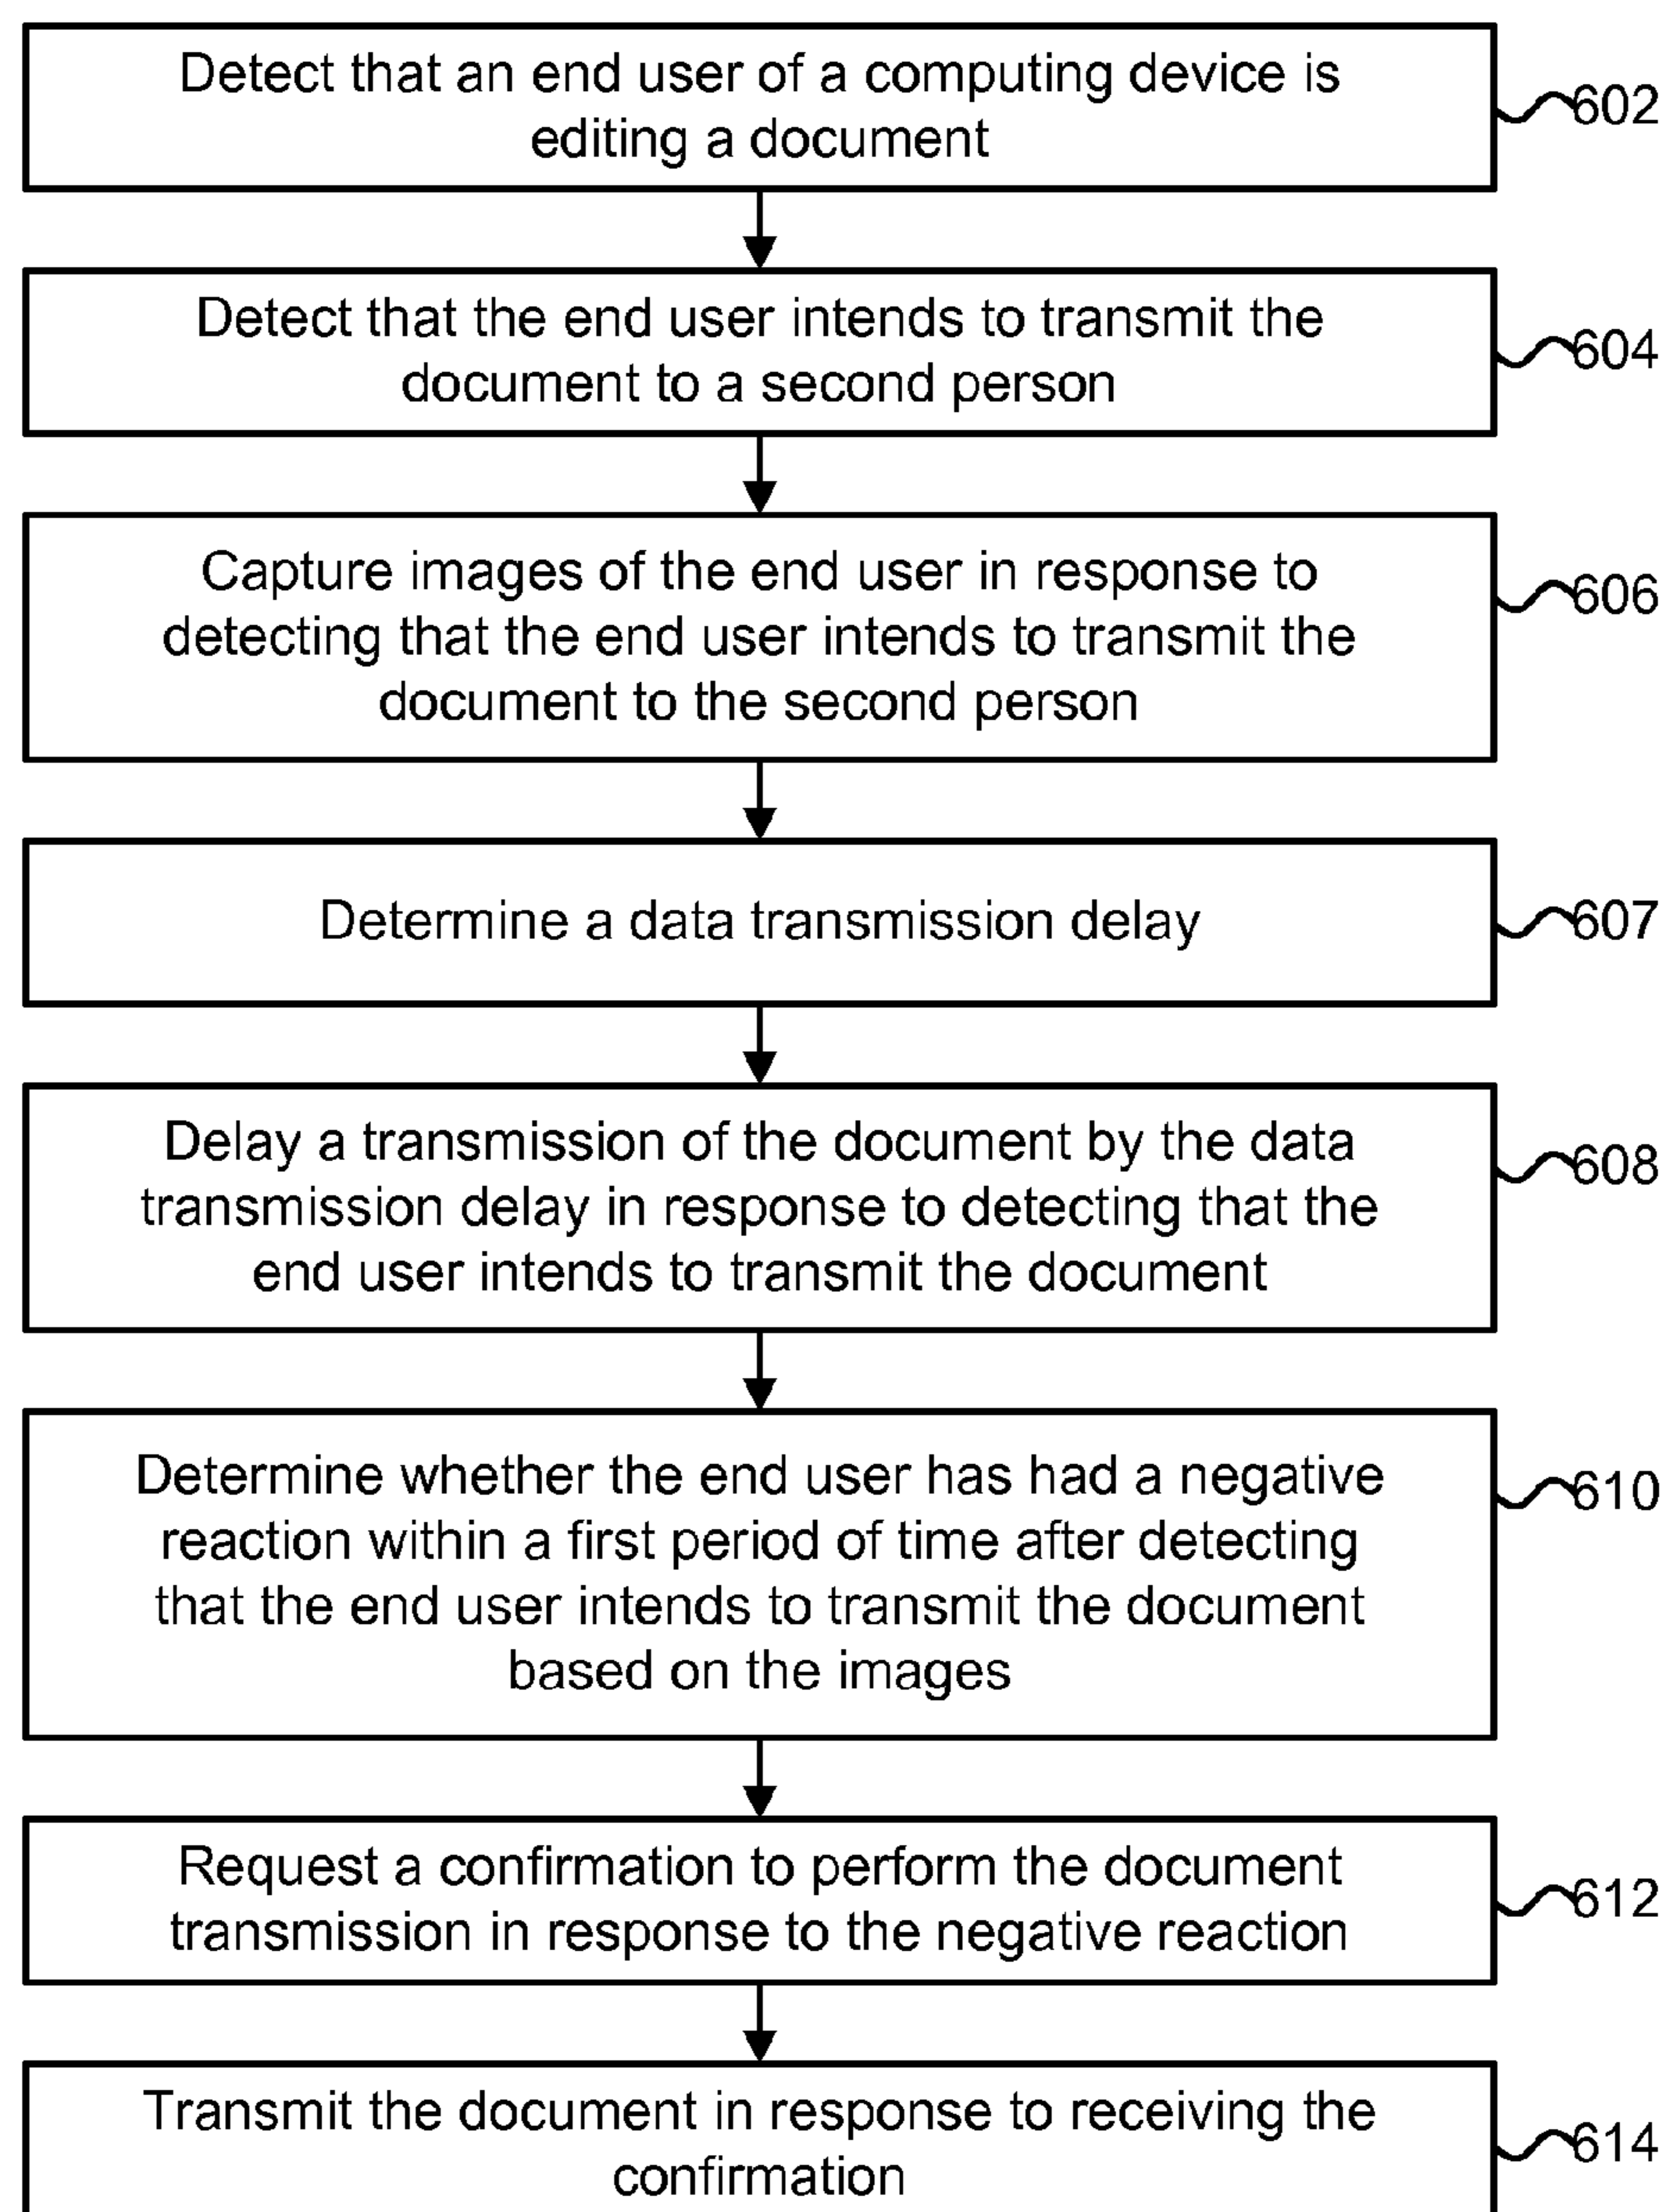 Detect that an end user of a computing device is
editing a document
602
Detect that the end user intends to transmit the
document to a second person
604
Capture images of the end user in response to
detecting that the end user intends to transmit the
document to the second person
606
Determine a data transmission delay
607
Delay a transmission of the document by the data
transmission delay in response to detecting that the
end user intends to transmit the document
608
Determine whether the end user has had a negative
reaction within a first period of time after detecting
that the end user intends to transmit the document
based on the images
610
Request a confirmation to perform the document
transmission in response to the negative reaction
612
Transmit the document in response to receiving the
confirmation
614